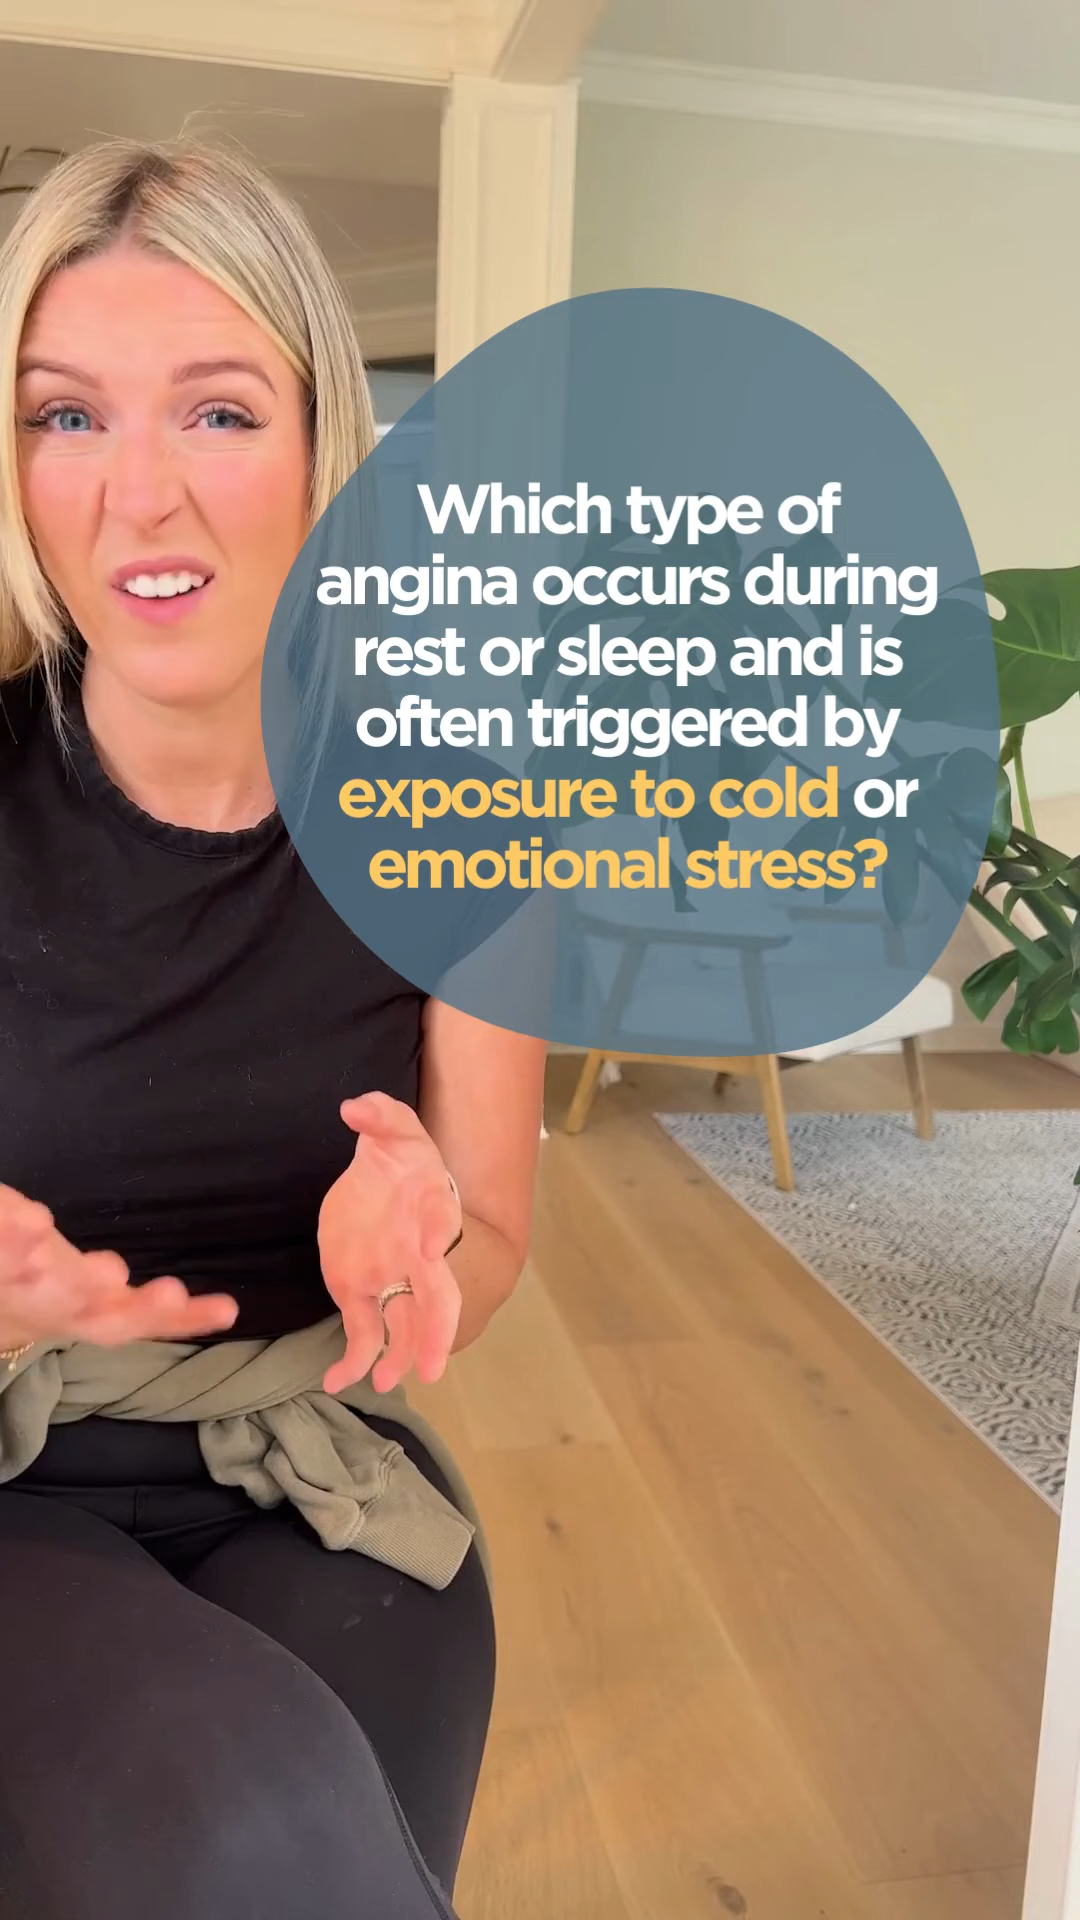 Which type of
angina occurs during
rest or sleep and is
often triggered by
exposure to cold or
emotional stress?